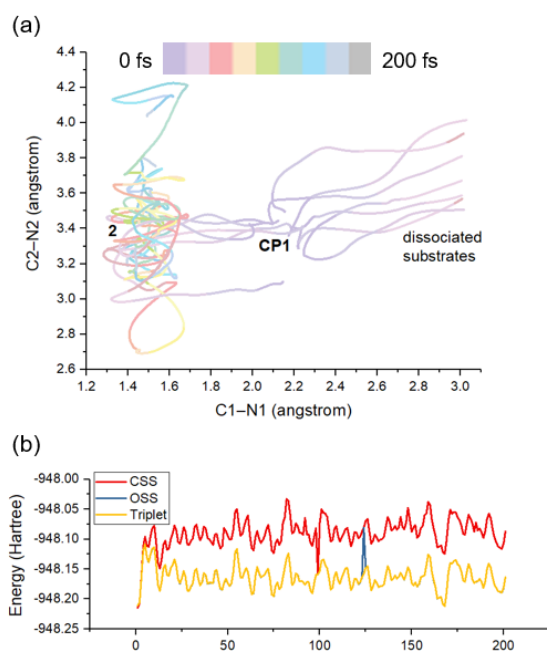 (a)
0 fs
200 fs
4.4
4.2
4.0
3.8
3.6
3.4
3.2
3.0
2.8
2.6
C2–N2 (angstrom)
2
CP1
dissociated
substrates
1.2 1.4 1.6 1.8 2.0 2.2 2.4 2.6 2.8 3.0
C1–N1 (angstrom)
(b)
-948.00
-948.05
-948.10
-948.15
-948.20
-948.25
Energy (Hartree)
CSS
OSS
Triplet
0 25 50 75 100 125 150 175 200